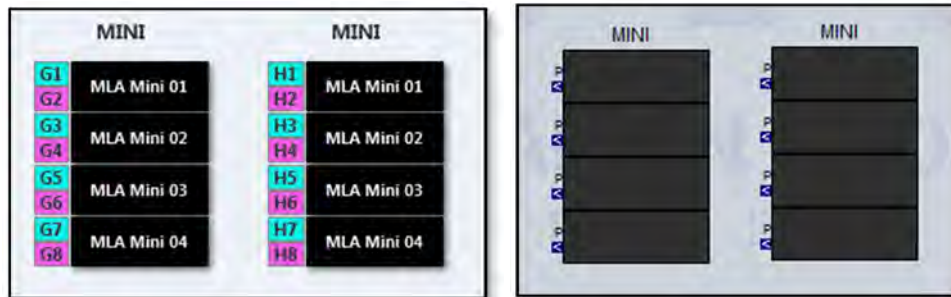 MINI
G1
G2
MLA Mini 01
G3
G4
MLA Mini 02
G5
G6
MLA Mini 03
G7
G8
MLA Mini 04
MINI
H1
H2
MLA Mini 01
H3
H4
MLA Mini 02
H5
H6
MLA Mini 03
H7
H8
MLA Mini 04
MINI
P
<
P
<
P
<
P
<
MINI
P
<
P
<
P
<
P
<